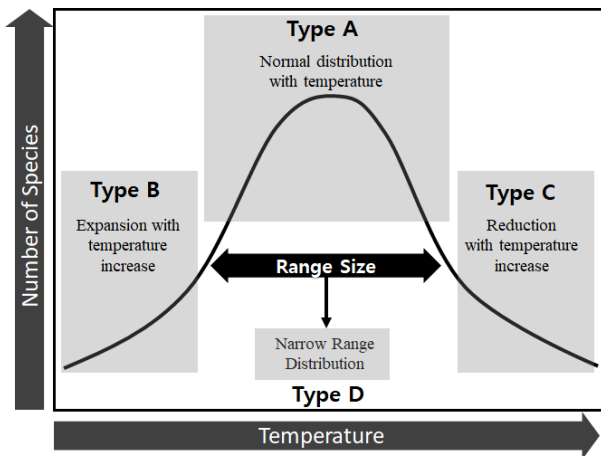 Type A
Normal distribution
with temperature
Type B
Expansion with
temperature
increase
Type C
Reduction
with temperature
increase
Range Size
Narrow Range
Distribution
Type D
Number of Species
Temperature